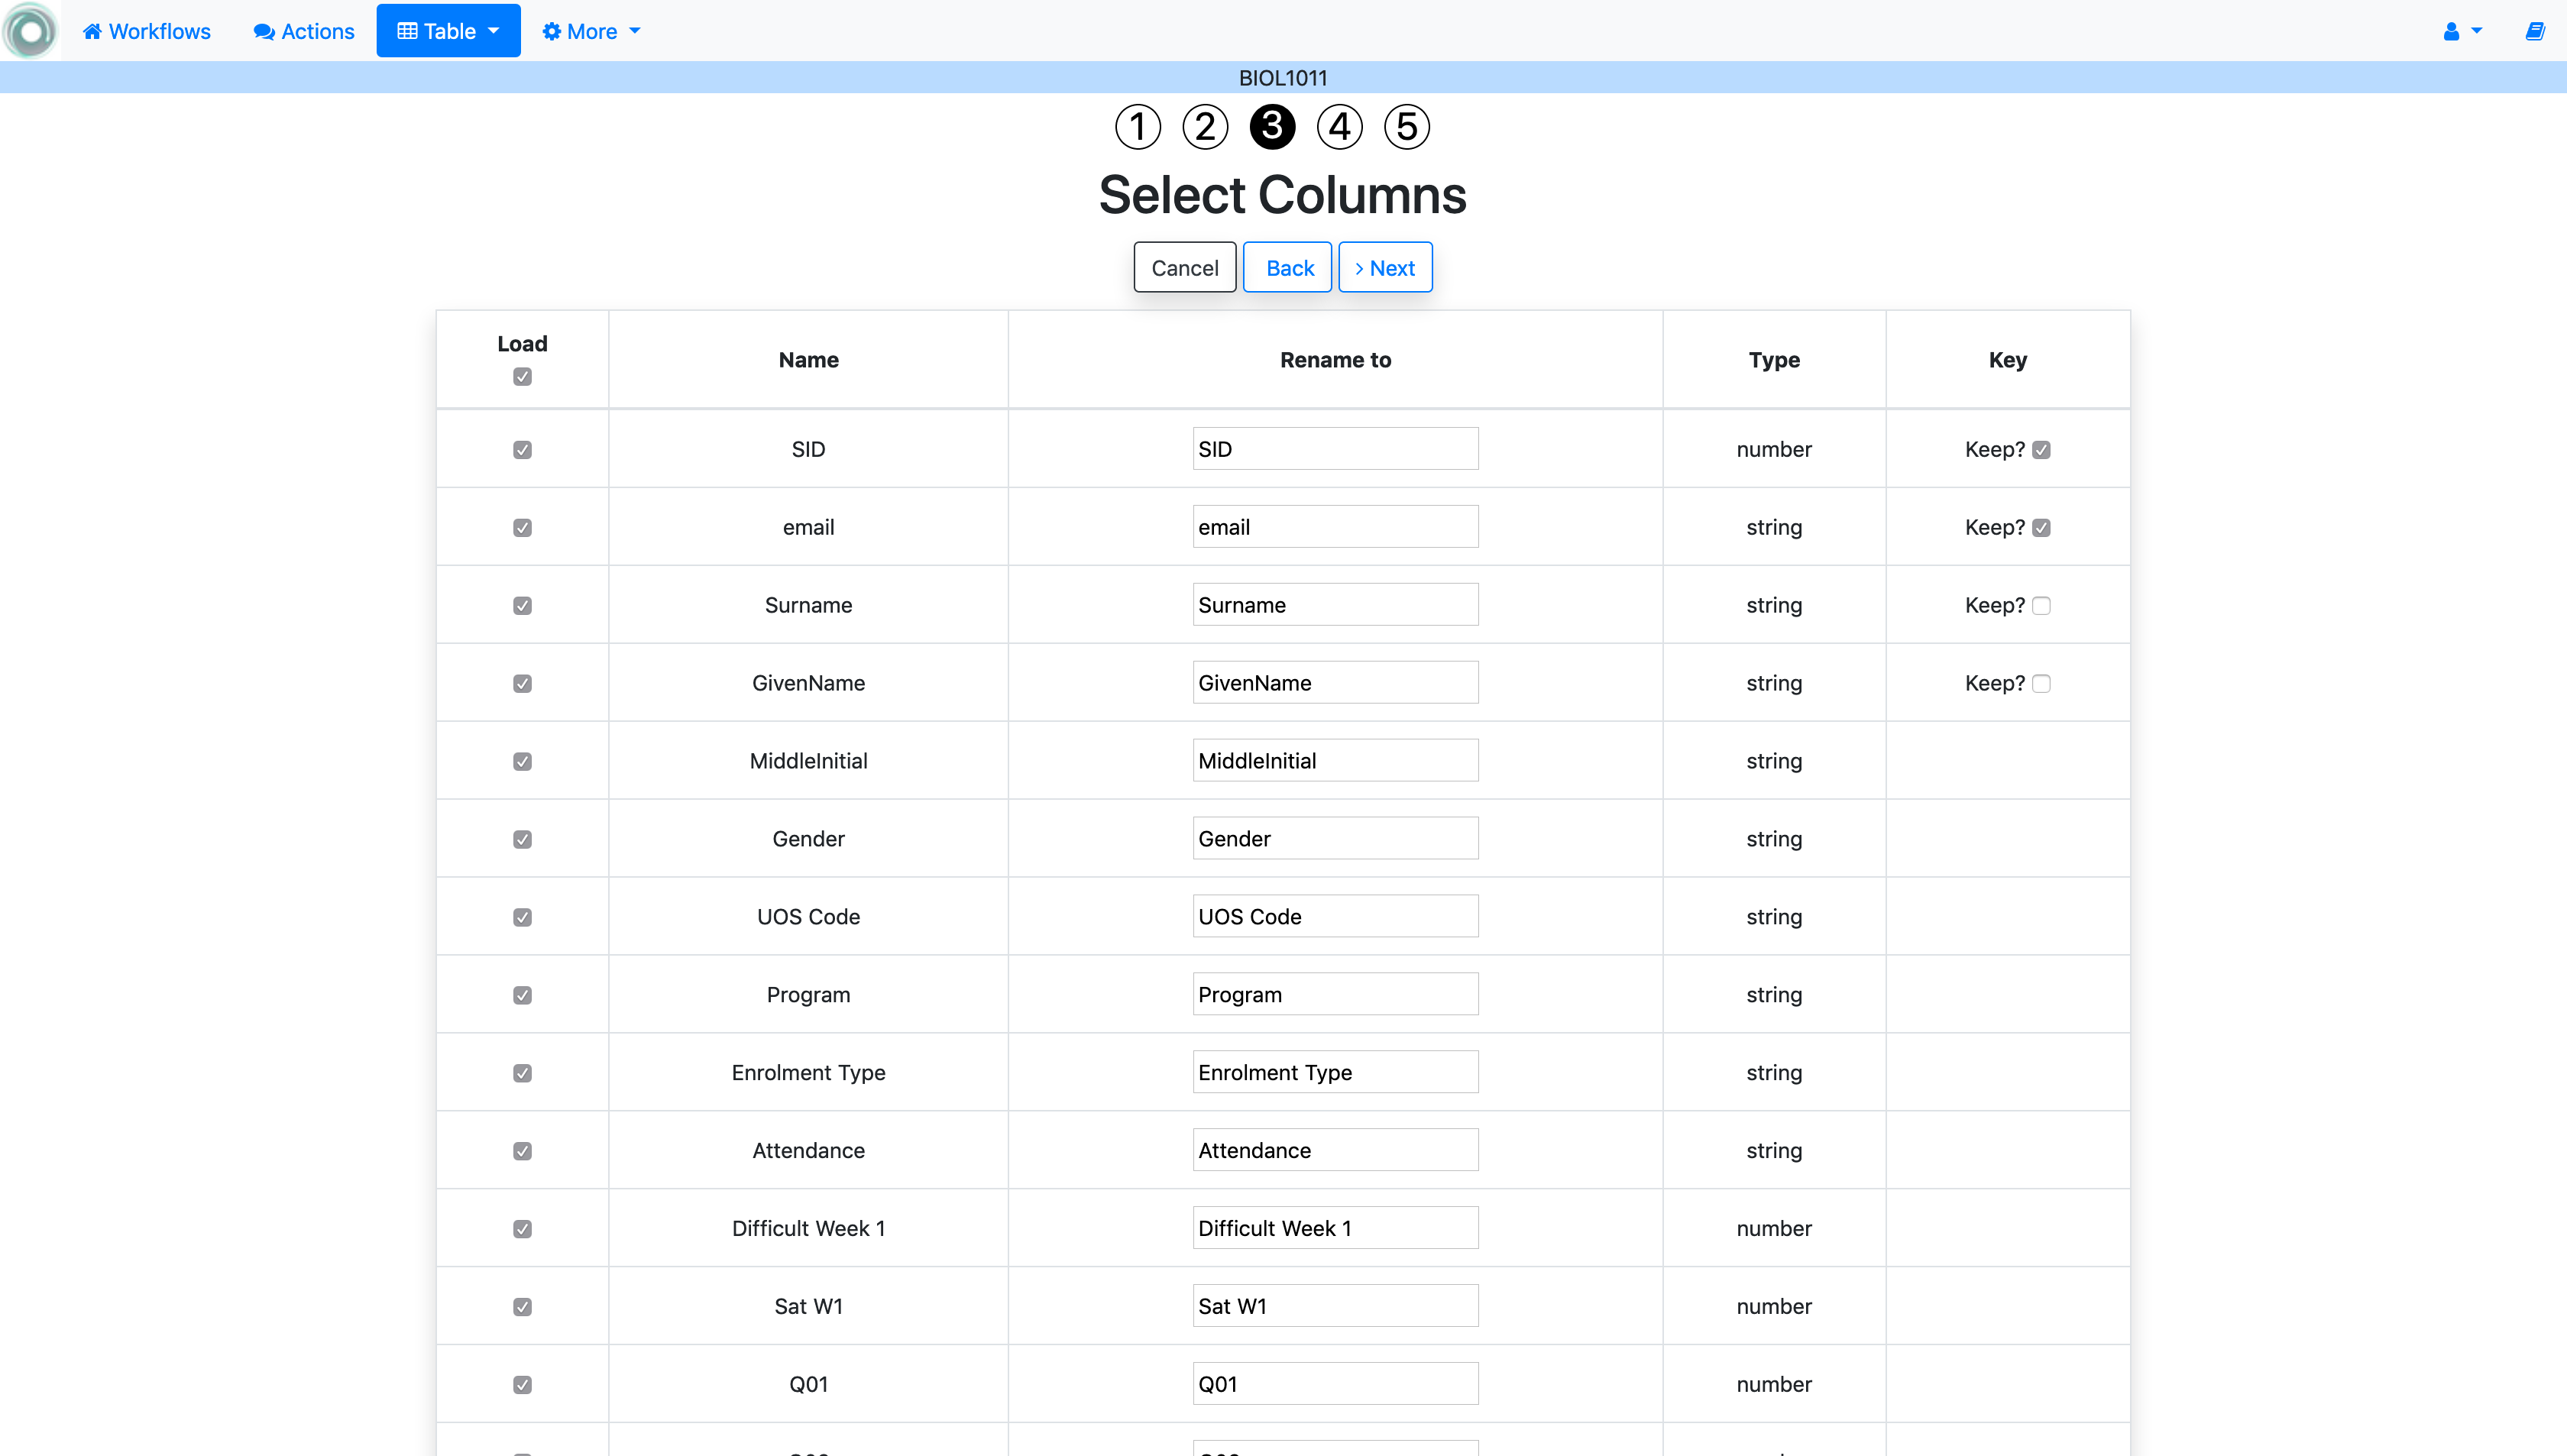 Workflows Actions Table More
BIOL1011
1 2 3 4 5
Select Columns
Cancel Back > Next
Load Name Rename to Type Key
SID SID number Keep?
email email string Keep?
Surname Surname string Keep?
GivenName GivenName string Keep?
MiddleInitial MiddleInitial string
Gender Gender string
UOS Code UOS Code string
Program Program string
Enrolment Type Enrolment Type string
Attendance Attendance string
Difficult Week 1 Difficult Week 1 number
Sat W1 Sat W1 number
Q01 Q01 number